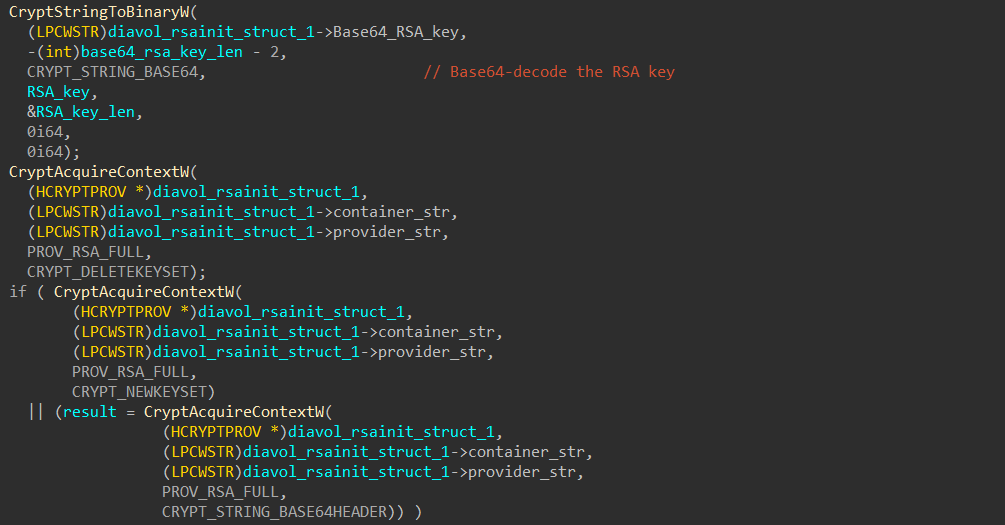 CryptStringToBinaryW(
(LPCWSTR)diavol_rsainit_struct_1->Base64_RSA_key,
-(int)base64_rsa_key_len - 2,
CRYPT_STRING_BASE64, // Base64-decode the RSA key
RSA_key,
&RSA_key_len,
0i64,
0i64);
CryptAcquireContextW(
(HCRYPTPROV *)diavol_rsainit_struct_1,
(LPCWSTR)diavol_rsainit_struct_1->container_str,
(LPCWSTR)diavol_rsainit_struct_1->provider_str,
PROV_RSA_FULL,
CRYPT_DELETEKEYSET);
if ( CryptAcquireContextW(
(HCRYPTPROV *)diavol_rsainit_struct_1,
(LPCWSTR)diavol_rsainit_struct_1->container_str,
(LPCWSTR)diavol_rsainit_struct_1->provider_str,
PROV_RSA_FULL,
CRYPT_NEWKEYSET)
|| (result = CryptAcquireContextW(
(HCRYPTPROV *)diavol_rsainit_struct_1,
(LPCWSTR)diavol_rsainit_struct_1->container_str,
(LPCWSTR)diavol_rsainit_struct_1->provider_str,
PROV_RSA_FULL,
CRYPT_STRING_BASE64HEADER)) )